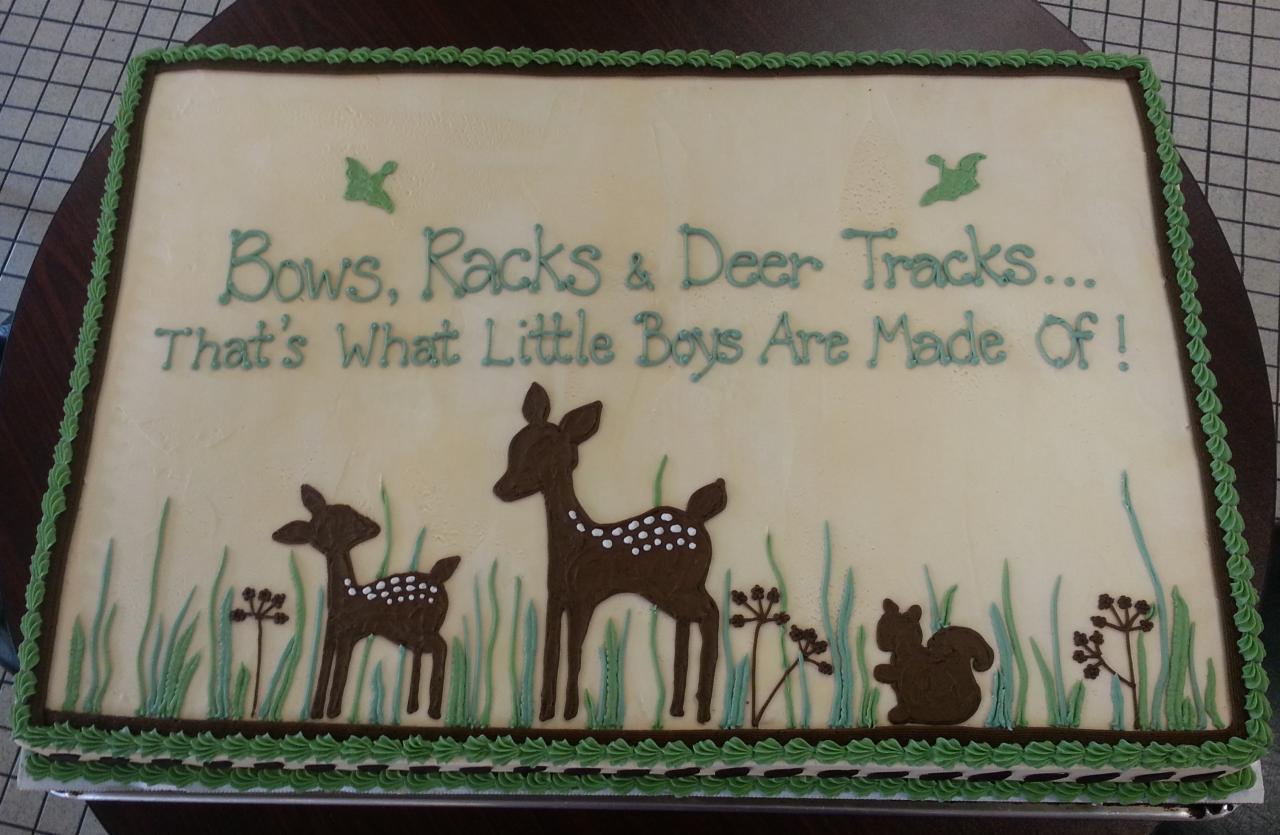 Bows, Racks & Deer Tracks...
That's What Little Boys Are Made Of!